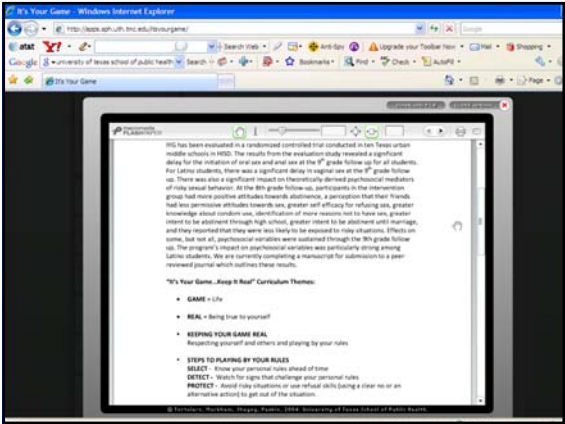 It's Your Game - Windows Internet Explorer
http://apps.sph.uth.tmc.edu/itsyourgame/
Google
at&t Y! Search Web Anti-Spy Upgrade your Toolbar Now Mail Shopping
Google university of texas school of public health Search Bookmarks Find Check AutoFill
It's Your Game Page
macromedia
FLASHPAPER
IYG has been evaluated in a randomized controlled trial conducted in ten Texas urban
middle schools in HISD. The results from the evaluation study revealed a significant
delay for the initiation of oral sex and anal sex at the 9th grade follow up for all students.
For Latino students, there was a significant delay in vaginal sex at the 9th grade follow
up. There was also a significant impact on theoretically derived psychosocial mediators
of risky sexual behavior. At the 8th grade follow-up, participants in the intervention
group had more positive attitudes towards abstinence, a perception that their friends
had less permissive attitudes towards sex, greater self efficacy for refusing sex, greater
knowledge about condom use, identification of more reasons not to have sex, greater
intent to be abstinent through high school, greater intent to be abstinent until marriage,
and they reported that they were less likely to be exposed to risky situations. Effects on
some, but not all, psychosocial variables were sustained through the 9th grade follow
up. The program's impact on psychosocial variables was particularly strong among
Latino students. We are currently completing a manuscript for submission to a peer
reviewed journal which outlines these results.
"It's Your Game...Keep It Real" Curriculum Themes:
• GAME = Life
• REAL = Being true to yourself
• KEEPING YOUR GAME REAL
Respecting yourself and others and playing by your rules
• STEPS TO PLAYING BY YOUR RULES
SELECT - Know your personal rules ahead of time
DETECT - Watch for signs that challenge your personal rules
PROTECT - Avoid risky situations or use refusal skills (using a clear no or an
alternative action) to get out of the situation.
© Tortolero, Markham, Shegog, Peskin, 2004. University of Texas School of Public Health.